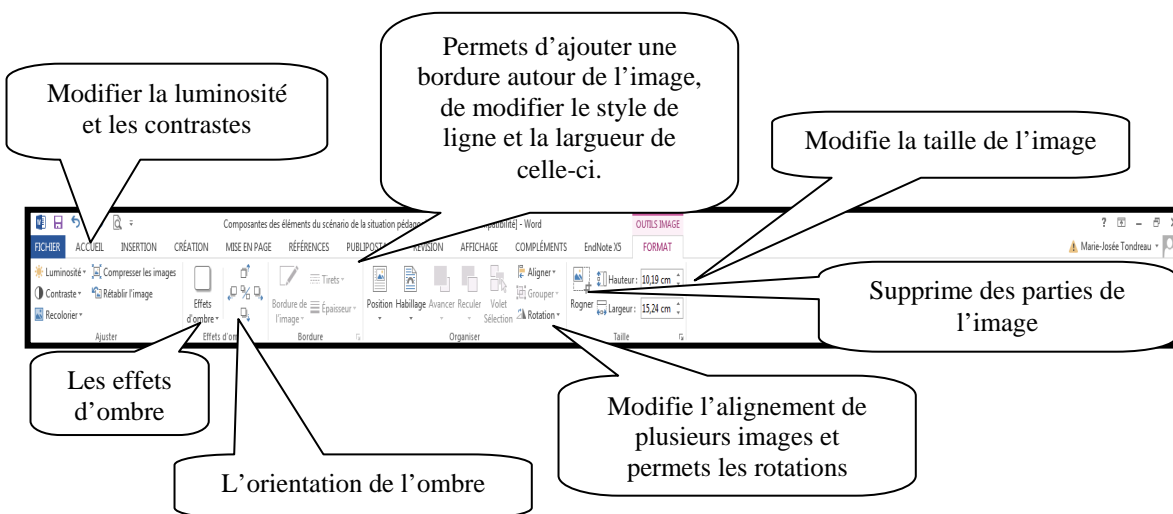 Permets d'ajouter une
bordure autour de l'image,
de modifier le style de
ligne et la largueur de
celle-ci.
Modifier la luminosité
et les contrastes
Modifie la taille de l'image
Composantes des éléments du scénario de la situation pédago
patibilité] - Word
OUTILS IMAGE
FICHIER ACCUEIL INSERTION CRÉATION MISE EN PAGE RÉFÉRENCES PUBLIPOSTA RÉVISION AFFICHAGE COMPLÉMENTS EndNote X5 FORMAT
Marie-Josée Tondreau
Luminosité
Compresser les images
Contraste
Rétablir l'image
Recolorier
Ajuster
Effets
d'ombre
Effets d'om
Bordure de
l'image
Tirets
Épaisseur
Bordure
Position Habillage Avancer Reculer Volet
Sélection
Aligner
Grouper
Rotation
Organiser
Rogner
Hauteur : 10,19 cm
Largeur : 15,24 cm
Taille
Supprime des parties de
l'image
Les effets
d'ombre
Modifie l'alignement de
plusieurs images et
permets les rotations
L'orientation de l'ombre